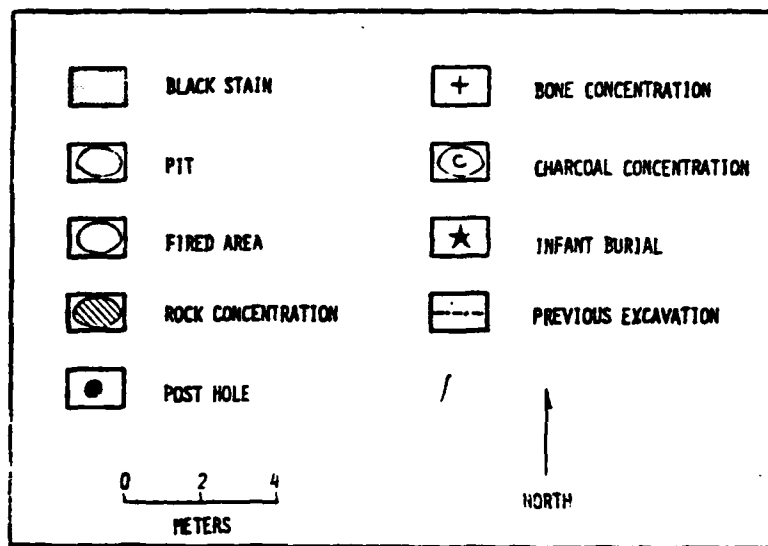 BLACK STAIN
PIT
FIRED AREA
ROCK CONCENTRATION
POST HOLE
+ BONE CONCENTRATION
C CHARCOAL CONCENTRATION
INFANT BURIAL
PREVIOUS EXCAVATION
0 2 4
METERS
NORTH